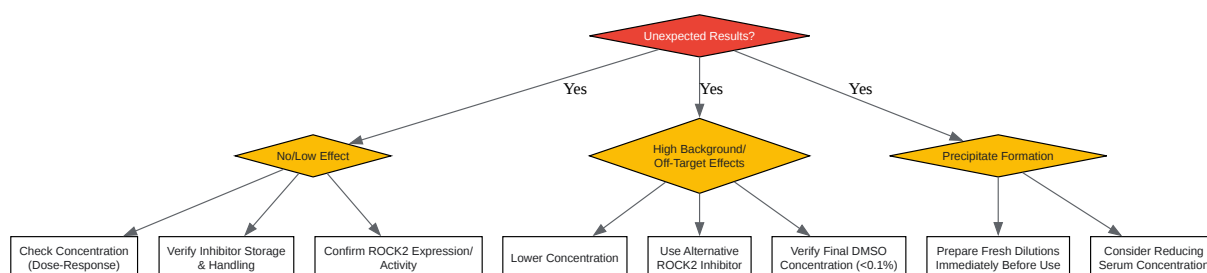 Unexpected Results?
Yes
Yes
Yes
No/Low Effect
High Background/
Off-Target Effects
Precipitate Formation
Check Concentration
(Dose-Response)
Verify Inhibitor Storage
& Handling
Confirm ROCK2 Expression/
Activity
Lower Concentration
Use Alternative
ROCK2 Inhibitor
Verify Final DMSO
Concentration (<0.1%)
Prepare Fresh Dilutions
Immediately Before Use
Consider Reducing
Serum Concentration